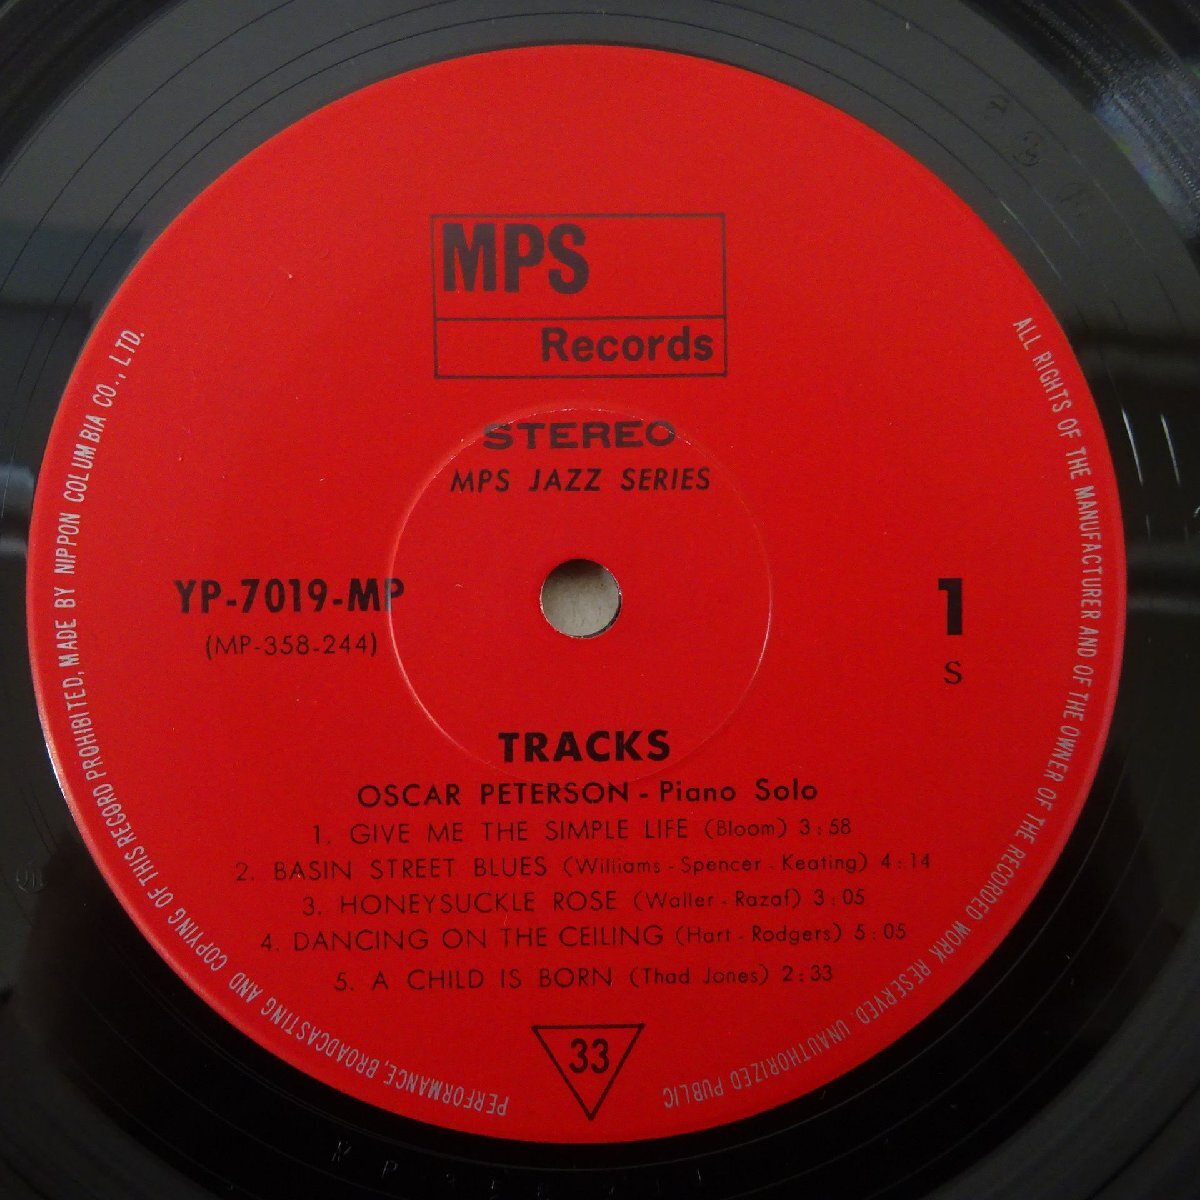 MPS
Records
STEREO
MPS JAZZ SERIES
YP-7019-MP
(MP-358-244)
1
S
TRACKS
OSCAR PETERSON - Piano Solo
1. GIVE ME THE SIMPLE LIFE (Bloom) 3:58
2. BASIN STREET BLUES (Williams - Spencer - Keating) 4:14
3. HONEYSUCKLE ROSE (Waller - Razaf) 3:05
4. DANCING ON THE CEILING (Hart - Rodgers) 5:05
5. A CHILD IS BORN (Thad Jones) 2:33
33
ALL RIGHTS OF THE MANUFACTURER AND OF THE OWNER OF THE RECORDED WORK RESERVED. UNAUTHORIZED PUBLIC PERFORMANCE, BROADCASTING AND COPYING OF THIS RECORD PROHIBITED, MADE BY NIPPON COLUMBIA CO., LTD.